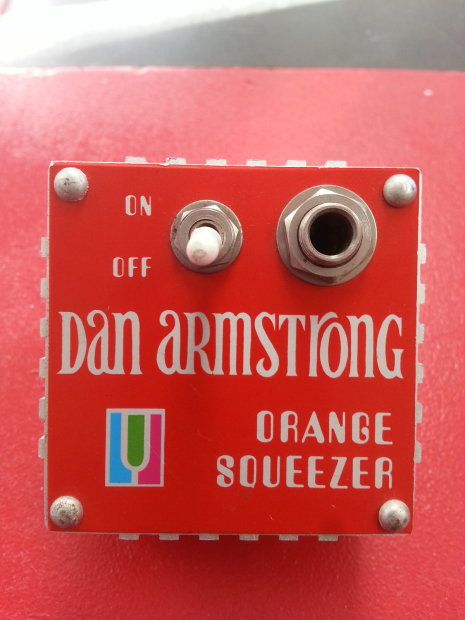 ON
OFF
Dan ARMSTRONG
ORANGE
SQUEEZER